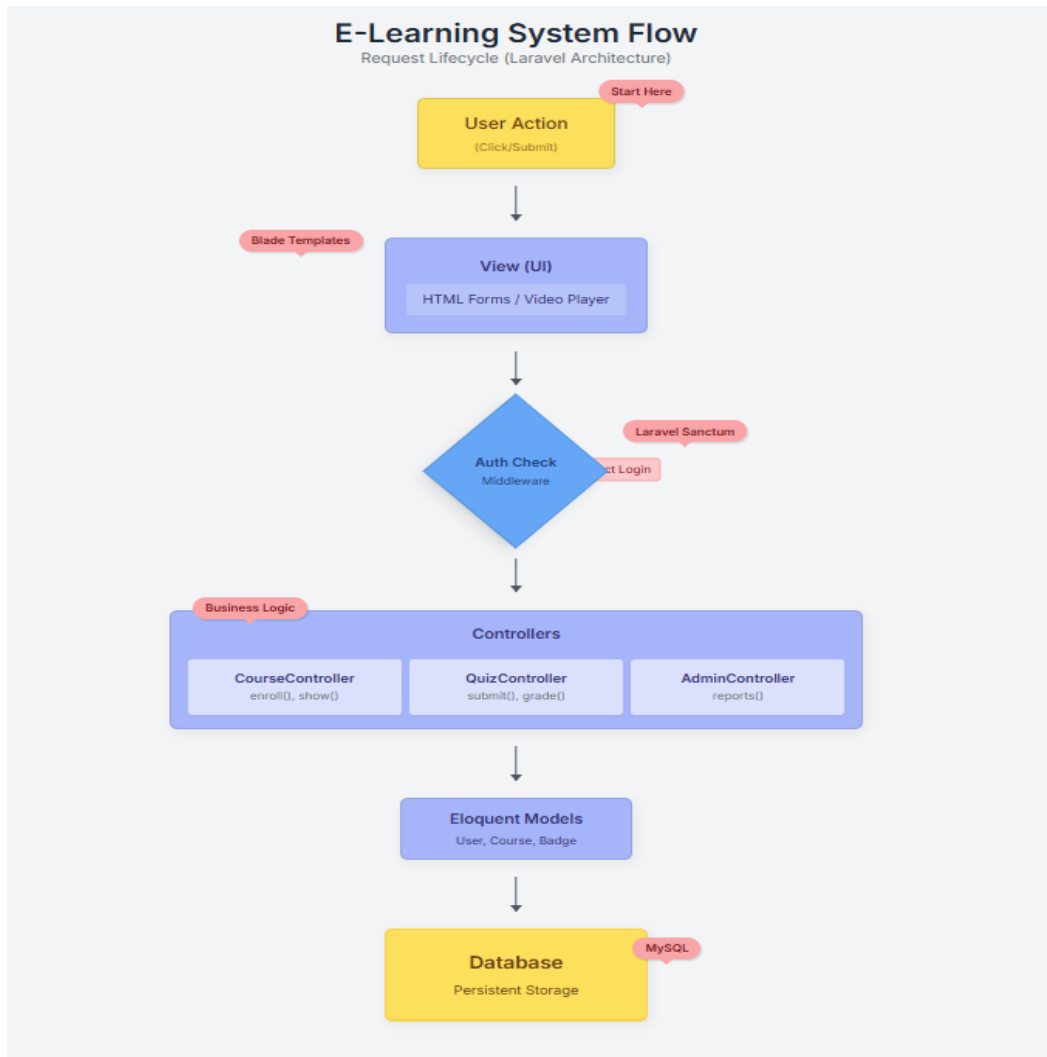 E-Learning System Flow
Request Lifecycle (Laravel Architecture)
Start Here
User Action
(Click/Submit)
Blade Templates
View (UI)
HTML Forms / Video Player
Laravel Sanctum
Auth Check
Middleware
ct Login
Business Logic
Controllers
CourseController
enroll(), show()
QuizController
submit(), grade()
AdminController
reports()
Eloquent Models
User, Course, Badge
MySQL
Database
Persistent Storage